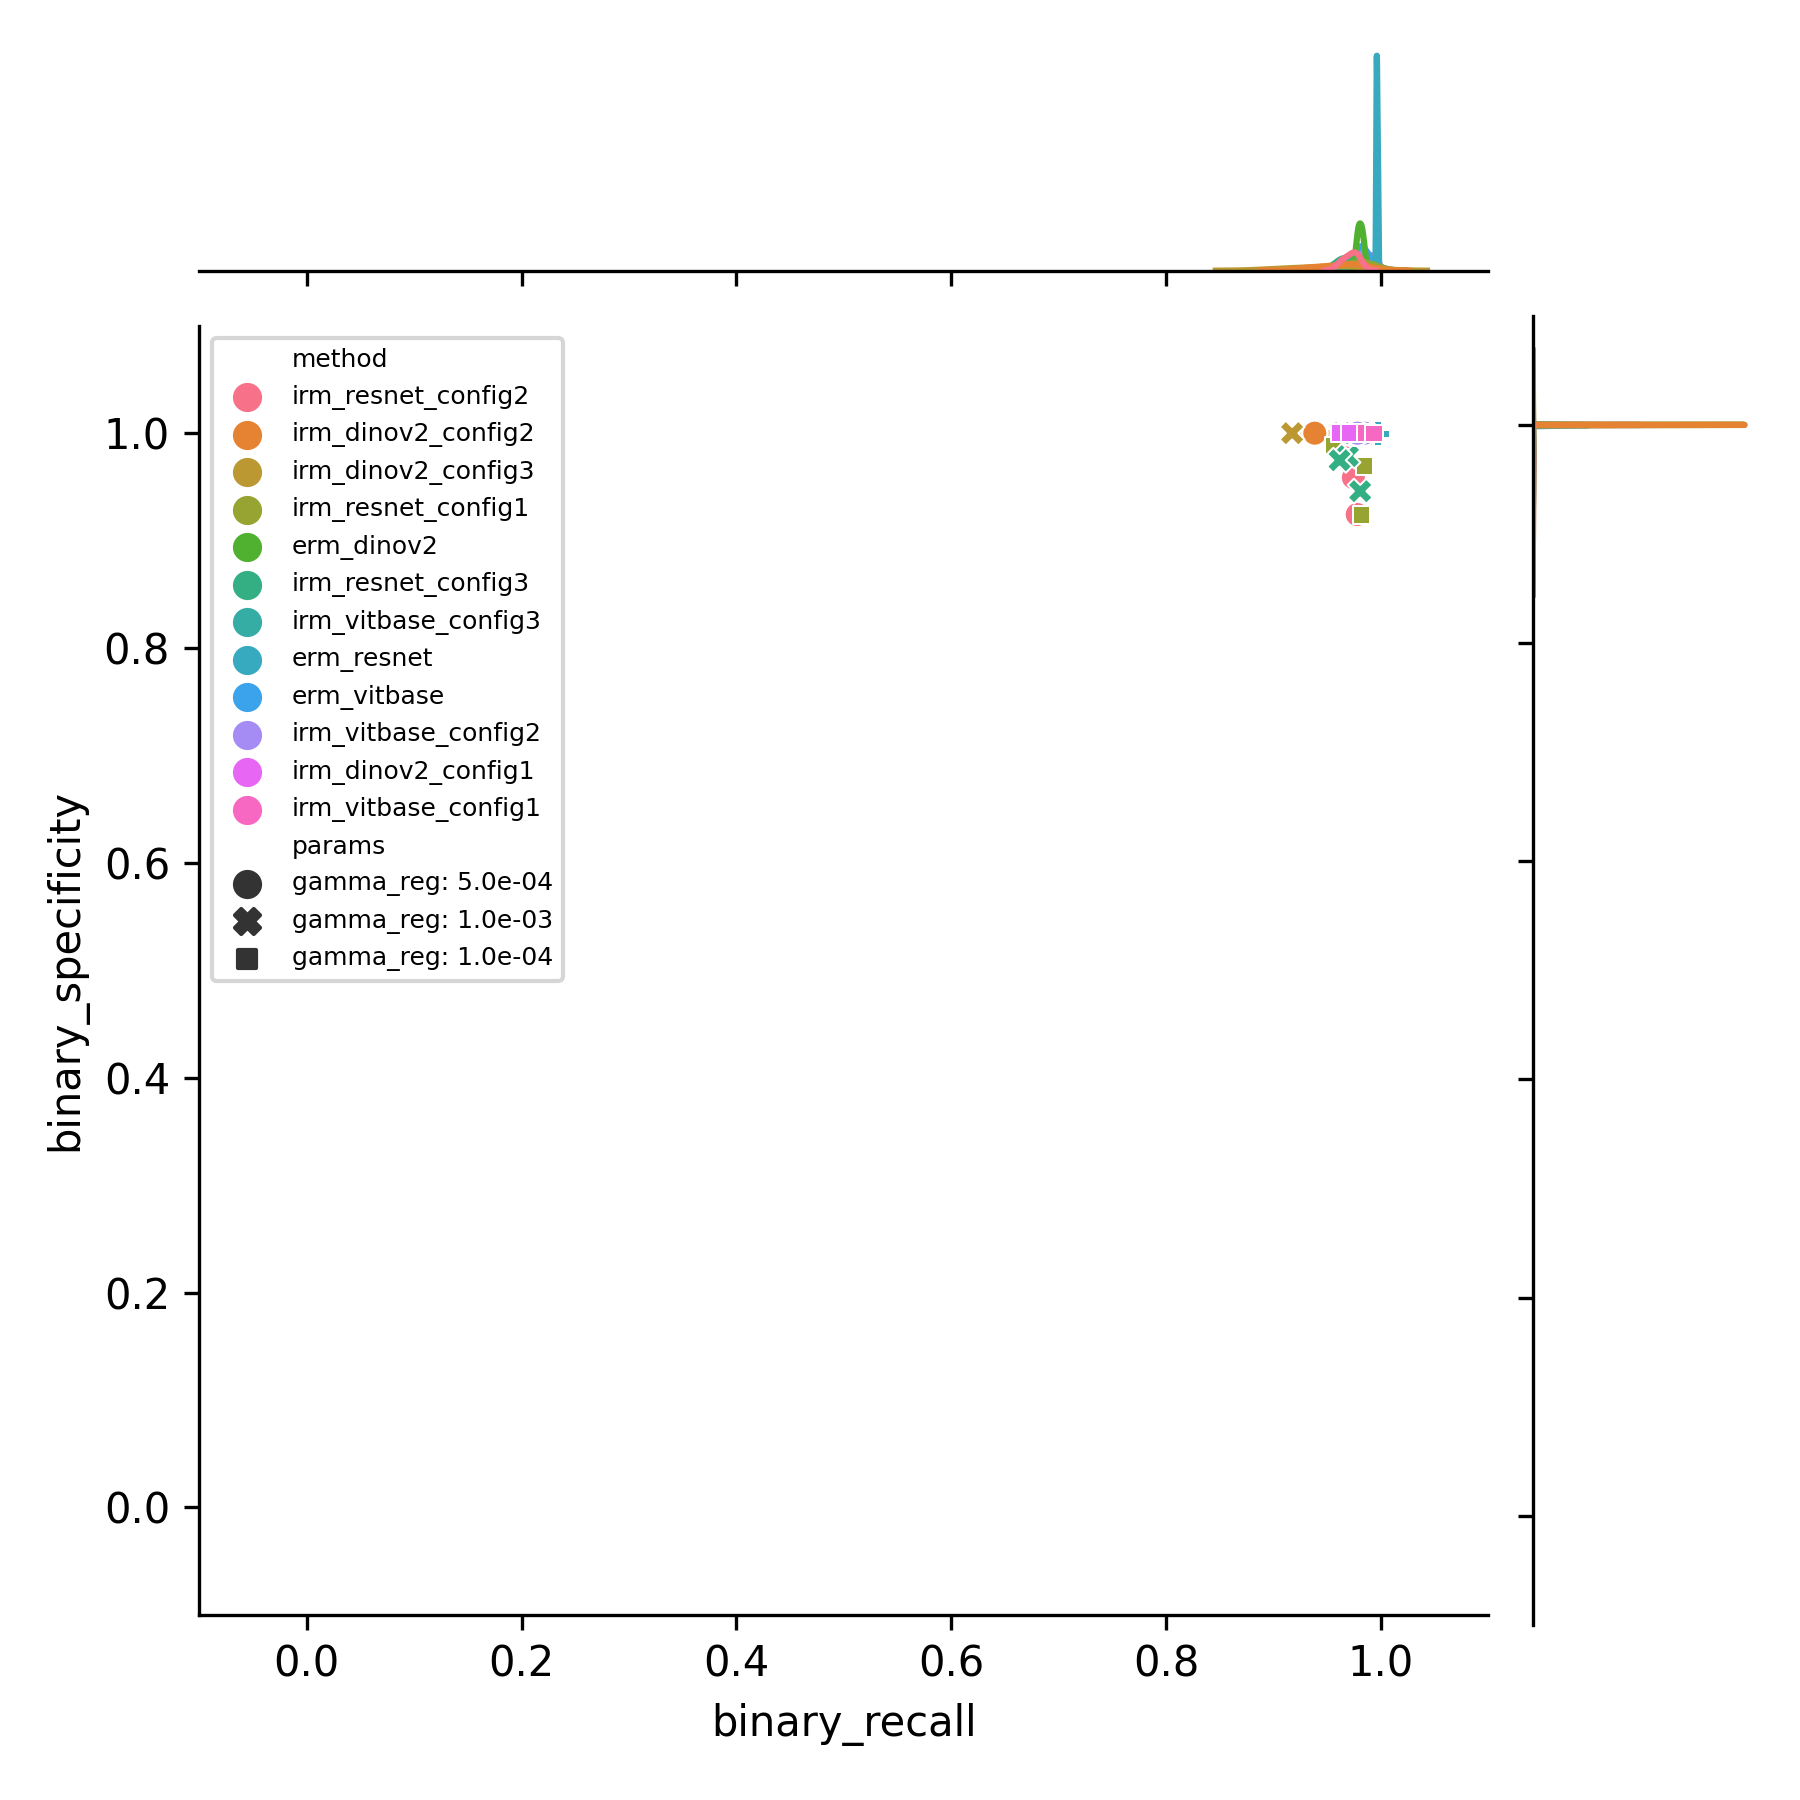 method
irm_resnet_config2
irm_dinov2_config2
irm_dinov2_config3
irm_resnet_config1
erm_dinov2
irm_resnet_config3
irm_vitbase_config3
erm_resnet
erm_vitbase
irm_vitbase_config2
irm_dinov2_config1
irm_vitbase_config1
params
gamma_reg: 5.0e-04
gamma_reg: 1.0e-03
gamma_reg: 1.0e-04
binary_specificity
1.0
0.8
0.6
0.4
0.2
0.0
0.0 0.2 0.4 0.6 0.8 1.0
binary_recall